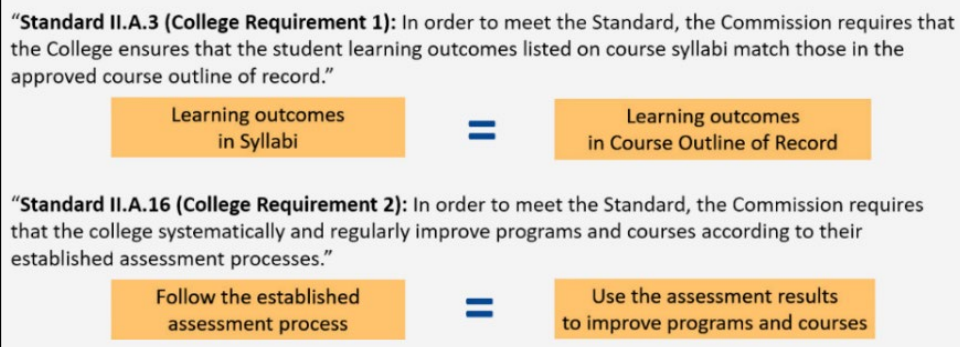 “Standard II.A.3 (College Requirement 1): In order to meet the Standard, the Commission requires that
the College ensures that the student learning outcomes listed on course syllabi match those in the
approved course outline of record.”
Learning outcomes
in Syllabi
=
Learning outcomes
in Course Outline of Record
“Standard II.A.16 (College Requirement 2): In order to meet the Standard, the Commission requires
that the college systematically and regularly improve programs and courses according to their
established assessment processes.”
Follow the established
assessment process
=
Use the assessment results
to improve programs and courses